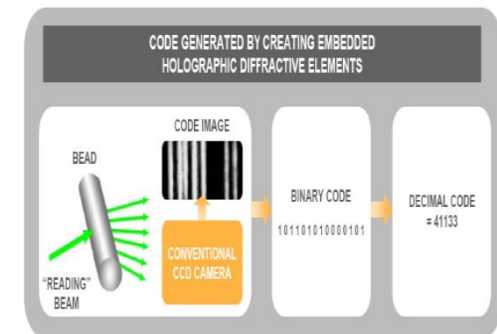 CODE GENERATED BY CREATING EMBEDDED
HOLOGRAPHIC DIFFRACTIVE ELEMENTS
CODE IMAGE
BEAD
"READING"
BEAM
CONVENTIONAL
CCD CAMERA
BINARY CODE
101101010000101
DECIMAL CODE
= 41133